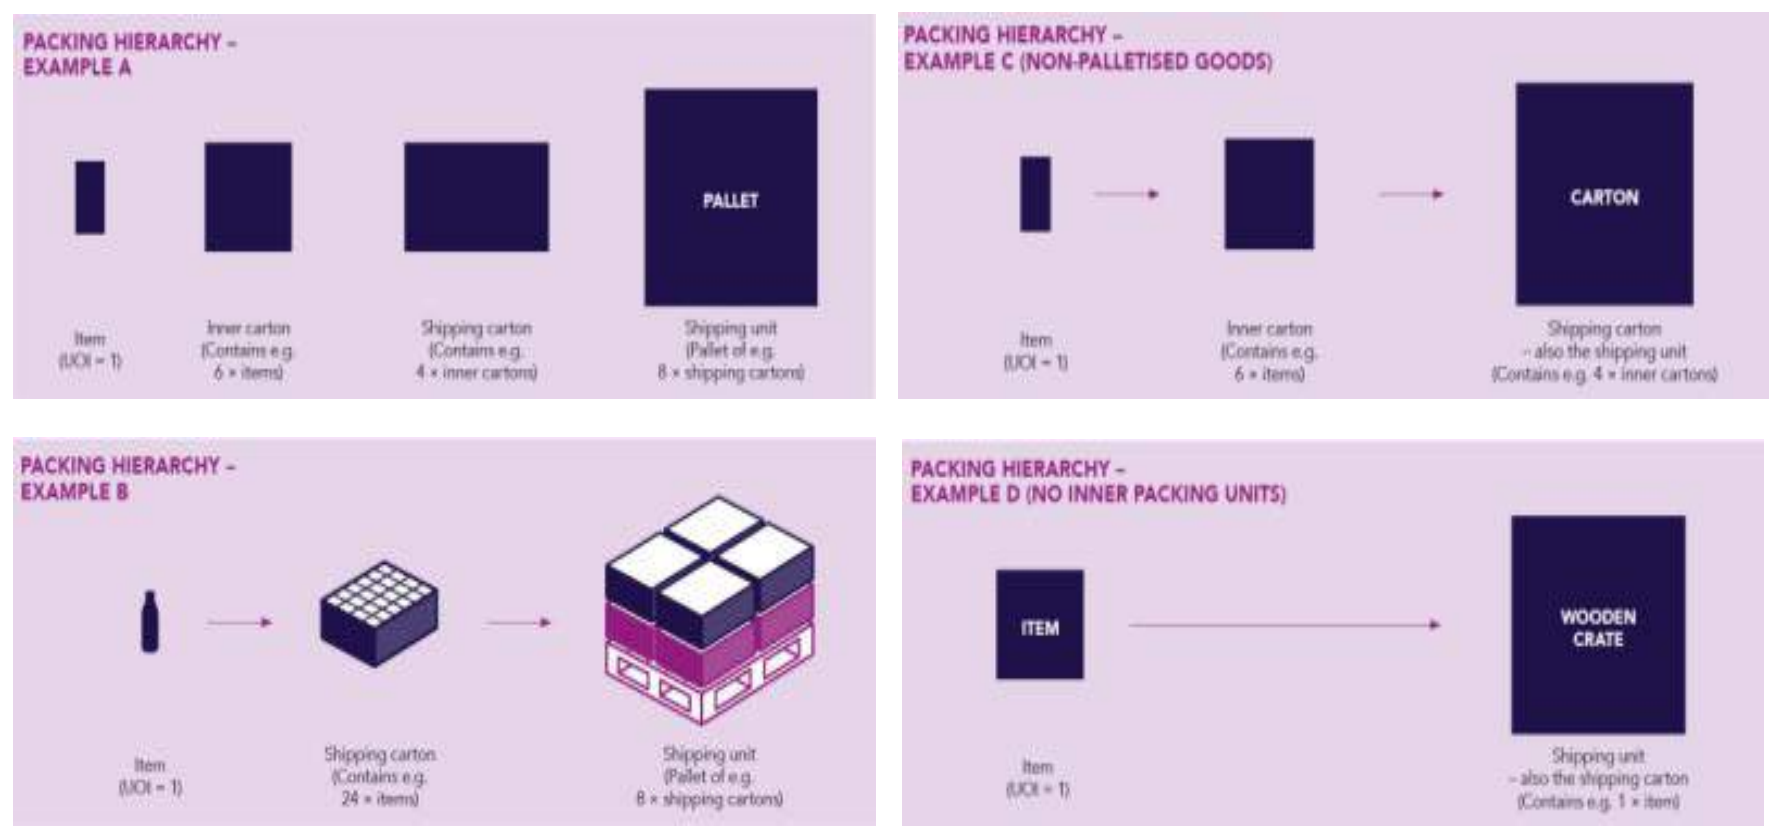 PACKING HIERARCHY –
EXAMPLE A
PALLET
Item
(UOI = 1)
Inner carton
(Contains e.g.
6 × items)
Shipping carton
(Contains e.g.
4 × inner cartons)
Shipping unit
(Pallet of e.g.
8 × shipping cartons)
PACKING HIERARCHY –
EXAMPLE C (NON-PALLETISED GOODS)
CARTON
Item
(UOI = 1)
Inner carton
(Contains e.g.
6 × items)
Shipping carton
– also the shipping unit
(Contains e.g. 4 × inner cartons)
PACKING HIERARCHY –
EXAMPLE B
Item
(UOI = 1)
Shipping carton
(Contains e.g.
24 × items)
Shipping unit
(Pallet of e.g.
8 × shipping cartons)
PACKING HIERARCHY –
EXAMPLE D (NO INNER PACKING UNITS)
ITEM
WOODEN
CRATE
Item
(UOI = 1)
Shipping unit
– also the shipping carton
(Contains e.g. 1 × item)